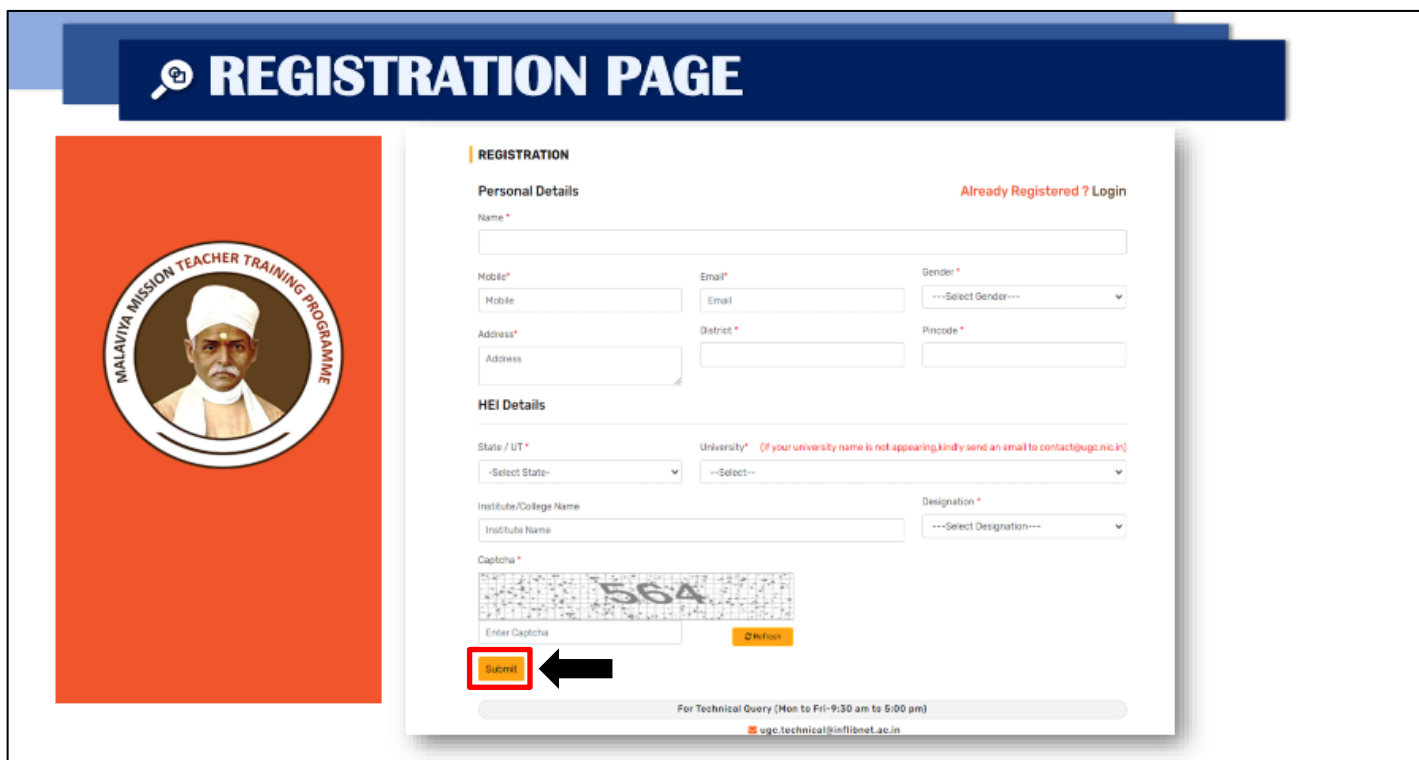 REGISTRATION PAGE
MALAVIYA MISSION TEACHER TRAINING PROGRAMME
REGISTRATION
Personal Details
Already Registered ? Login
Name *
Mobile*
Email*
Gender *
Mobile
Email
---Select Gender---
Address*
District *
Pincode *
Address
HEI Details
State / UT *
University* (If your university name is not appearing,kindly send an email to contact@ugc.nic.in)
-Select State-
--Select--
Institute/College Name
Designation *
Institute Name
---Select Designation---
Captcha *
564
Enter Captcha
Refresh
Submit
For Technical Query (Mon to Fri-9:30 am to 5:00 pm)
ugc.technical@inflibnet.ac.in